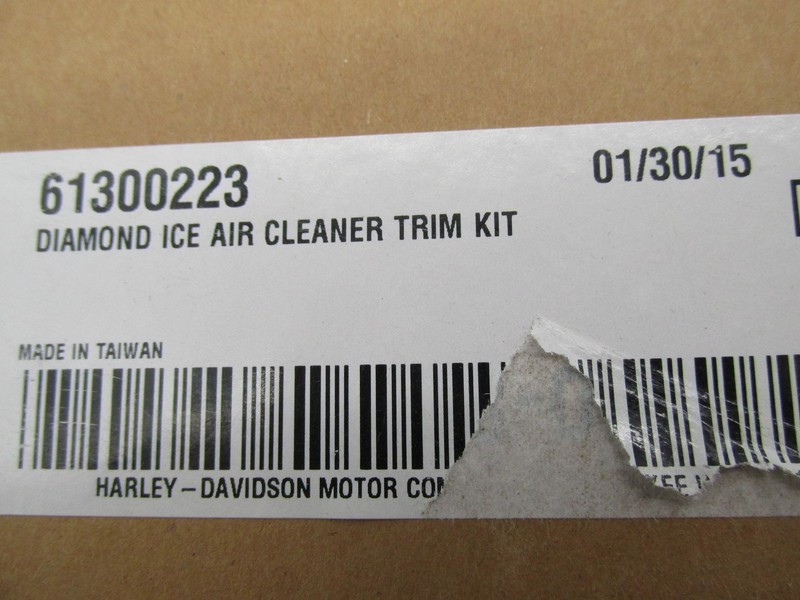 61300223
01/30/15
DIAMOND ICE AIR CLEANER TRIM KIT
MADE IN TAIWAN
HARLEY-DAVIDSON MOTOR